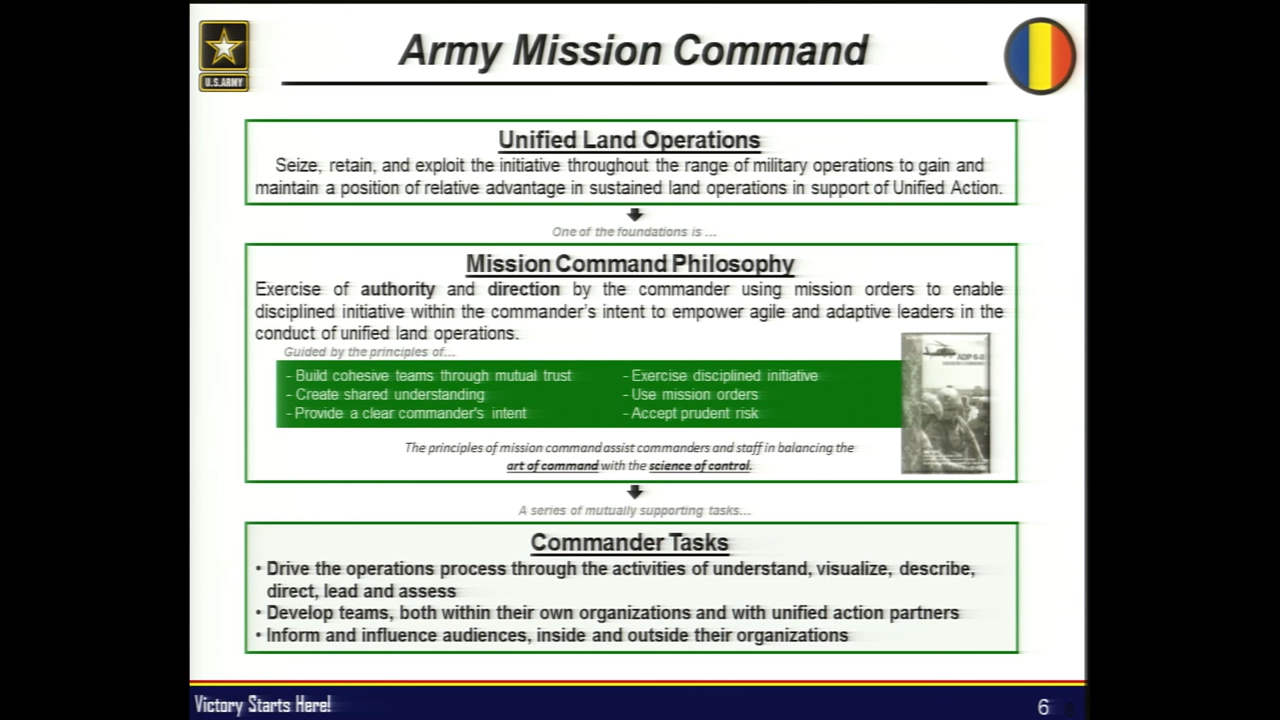 Army Mission Command
U.S.ARMY
Unified Land Operations
Seize, retain, and exploit the initiative throughout the range of military operations to gain and
maintain a position of relative advantage in sustained land operations in support of Unified Action.
One of the foundations is ...
Mission Command Philosophy
Exercise of authority and direction by the commander using mission orders to enable
disciplined initiative within the commander's intent to empower agile and adaptive leaders in the
conduct of unified land operations.
Guided by the principles of...
- Build cohesive teams through mutual trust
- Create shared understanding
- Provide a clear commander's intent
- Exercise disciplined initiative
- Use mission orders
- Accept prudent risk
ADP 6-0
MISSION COMMAND
The principles of mission command assist commanders and staff in balancing the
art of command with the science of control.
A series of mutually supporting tasks...
Commander Tasks
• Drive the operations process through the activities of understand, visualize, describe,
direct, lead and assess
• Develop teams, both within their own organizations and with unified action partners
• Inform and influence audiences, inside and outside their organizations
Victory Starts Here!
6